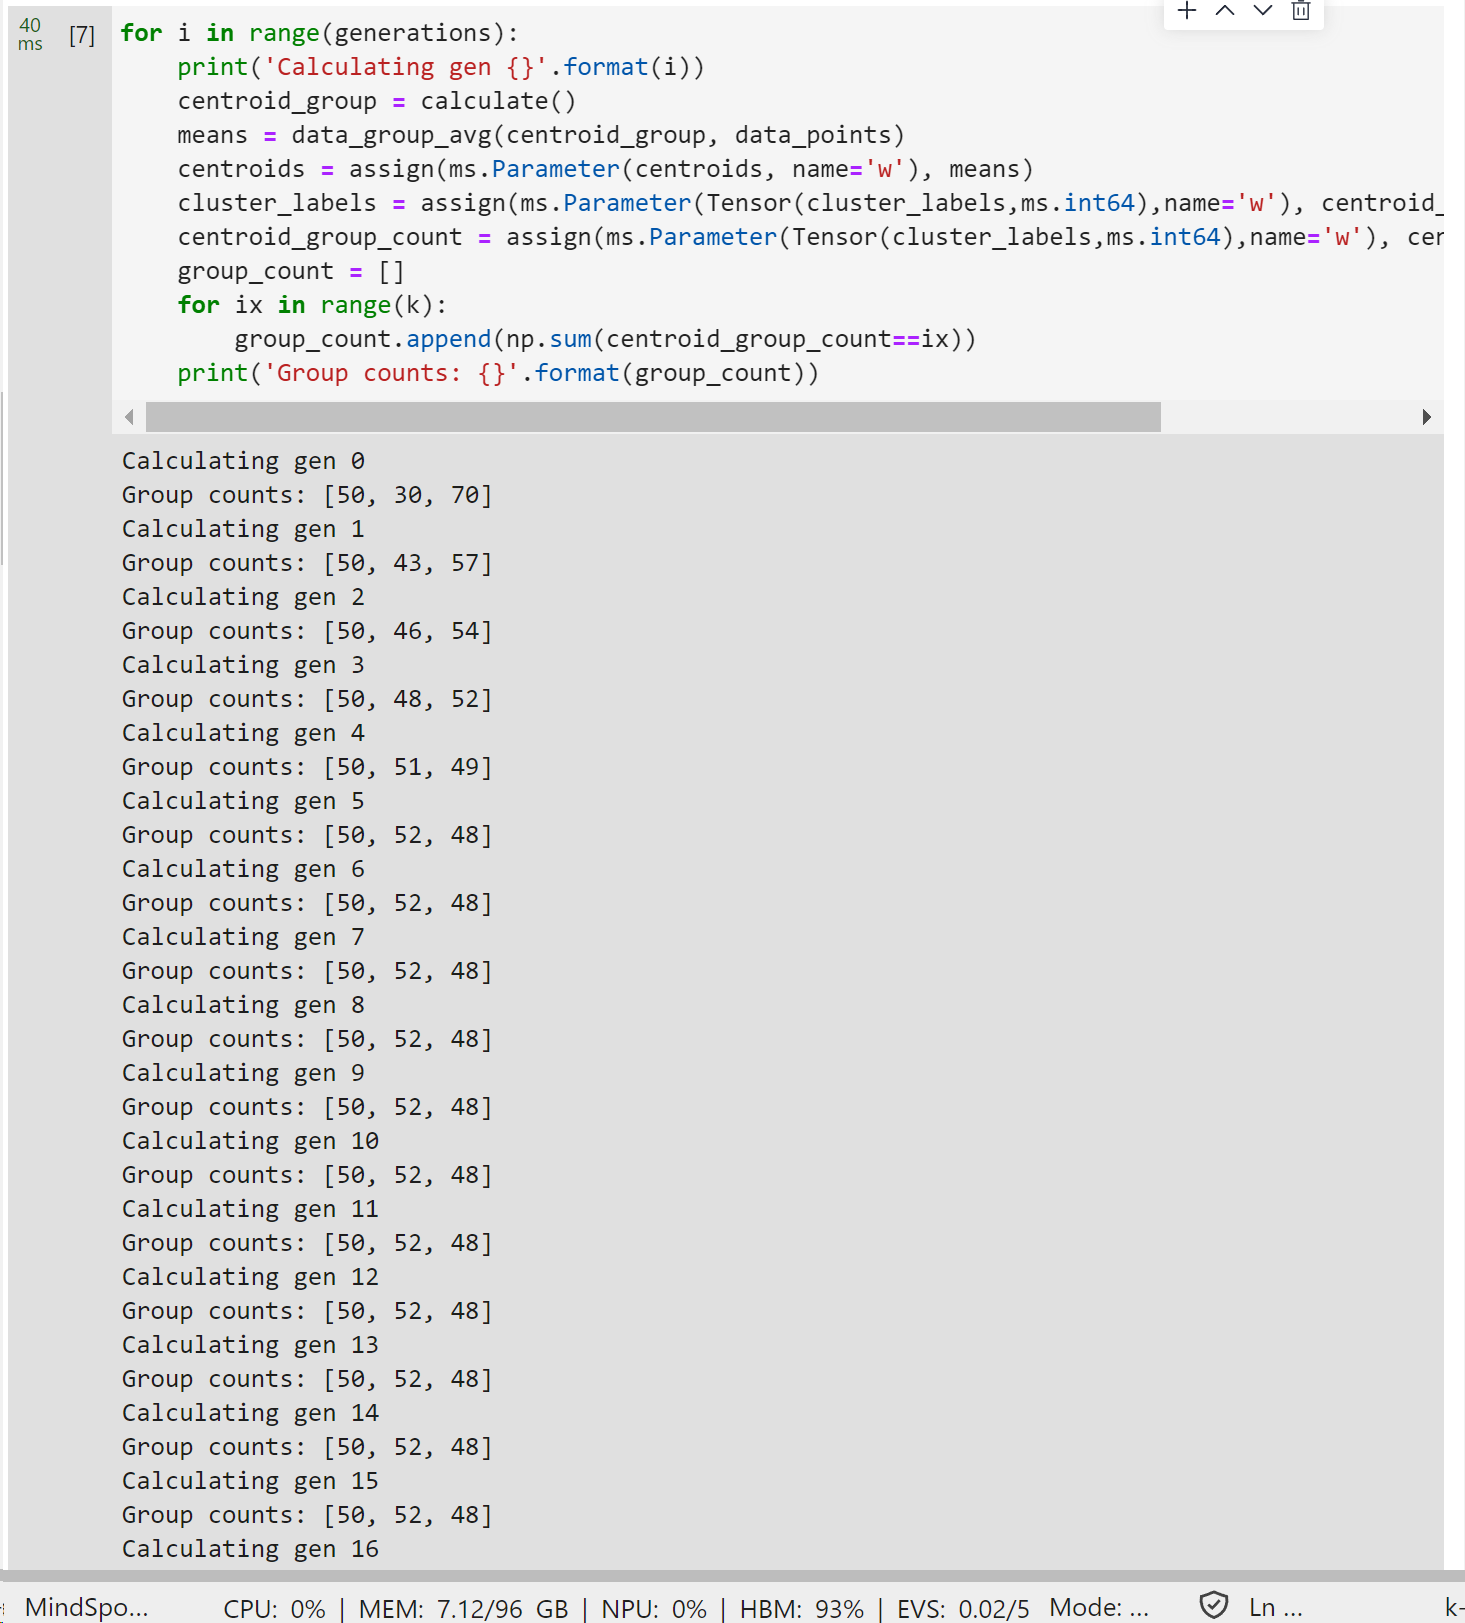 40
ms
[7]
for i in range(generations):
    print('Calculating gen {}'.format(i))
    centroid_group = calculate()
    means = data_group_avg(centroid_group, data_points)
    centroids = assign(ms.Parameter(centroids, name='w'), means)
    cluster_labels = assign(ms.Parameter(Tensor(cluster_labels,ms.int64),name='w'), centroid_
    centroid_group_count = assign(ms.Parameter(Tensor(cluster_labels,ms.int64),name='w'), cer
    group_count = []
    for ix in range(k):
        group_count.append(np.sum(centroid_group_count==ix))
    print('Group counts: {}'.format(group_count))
Calculating gen 0
Group counts: [50, 30, 70]
Calculating gen 1
Group counts: [50, 43, 57]
Calculating gen 2
Group counts: [50, 46, 54]
Calculating gen 3
Group counts: [50, 48, 52]
Calculating gen 4
Group counts: [50, 51, 49]
Calculating gen 5
Group counts: [50, 52, 48]
Calculating gen 6
Group counts: [50, 52, 48]
Calculating gen 7
Group counts: [50, 52, 48]
Calculating gen 8
Group counts: [50, 52, 48]
Calculating gen 9
Group counts: [50, 52, 48]
Calculating gen 10
Group counts: [50, 52, 48]
Calculating gen 11
Group counts: [50, 52, 48]
Calculating gen 12
Group counts: [50, 52, 48]
Calculating gen 13
Group counts: [50, 52, 48]
Calculating gen 14
Group counts: [50, 52, 48]
Calculating gen 15
Group counts: [50, 52, 48]
Calculating gen 16
MindSpo... CPU: 0% | MEM: 7.12/96 GB | NPU: 0% | HBM: 93% | EVS: 0.02/5 Mode: ... Ln ... k-